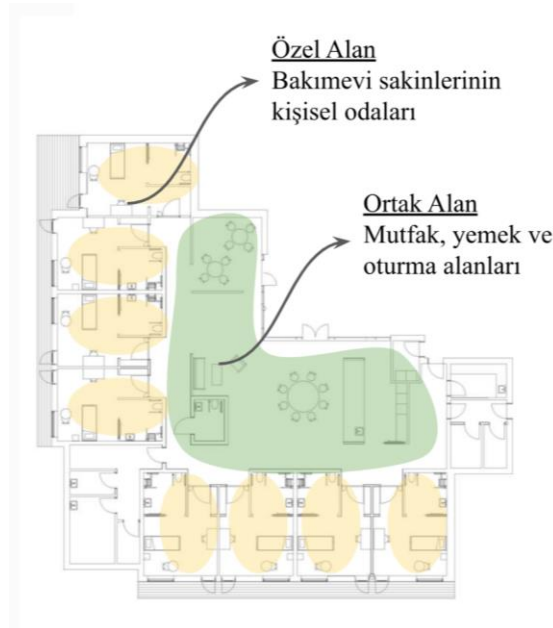 Özel Alan
Bakımevi sakinlerinin
kişisel odaları
Ortak Alan
Mutfak, yemek ve
oturma alanları